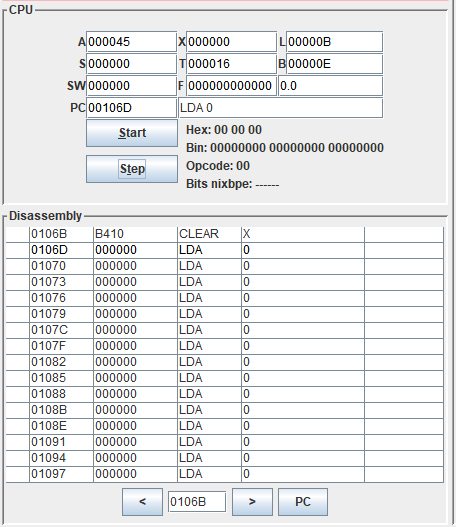 CPU
A 000045 X 000000 L 00000B
S 000000 T 000016 B 00000E
SW 000000 F 000000000000 0.0
PC 00106D LDA 0
Start Hex: 00 00 00
Bin: 00000000 00000000 00000000
Step Opcode: 00
Bits nixbpe: ------
Disassembly
0106B B410 CLEAR X
0106D 000000 LDA 0
01070 000000 LDA 0
01073 000000 LDA 0
01076 000000 LDA 0
01079 000000 LDA 0
0107C 000000 LDA 0
0107F 000000 LDA 0
01082 000000 LDA 0
01085 000000 LDA 0
01088 000000 LDA 0
0108B 000000 LDA 0
0108E 000000 LDA 0
01091 000000 LDA 0
01094 000000 LDA 0
01097 000000 LDA 0
< 0106B > PC